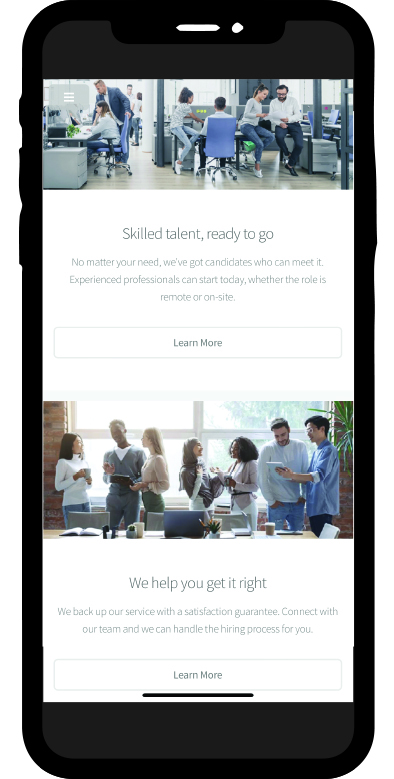 Skilled talent, ready to go
No matter your need, we've got candidates who can meet it.
Experienced professionals can start today, whether the role is
remote or on-site.
Learn More
We help you get it right
We back up our service with a satisfaction guarantee. Connect with
our team and we can handle the hiring process for you.
Learn More